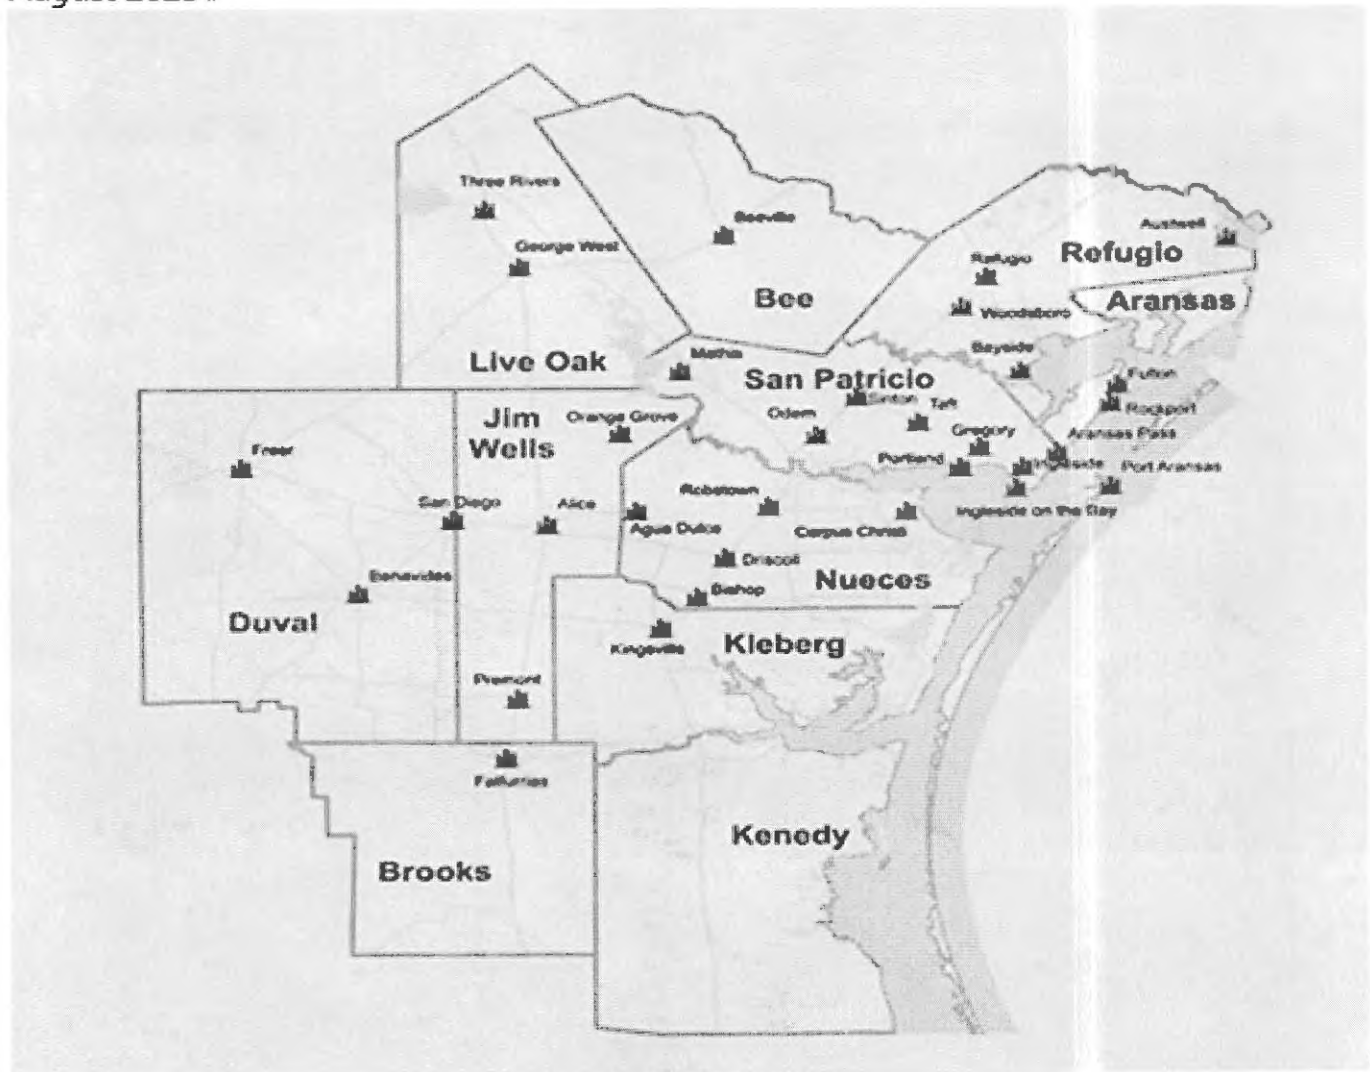 Three Rivers
George West
Beeville
Austwell
Refugio
Refugio
Woodsboro
Aransas
Bee
Live Oak
Mathis
San Patricio
Bayside
Fulton
Rockport
Sinton
Taft
Odem
Gregory
Aransas Pass
Portland
Ingleside
Port Aransas
Ingleside on the Bay
Jim
Wells
Orange Grove
Freer
San Diego
Alice
Robstown
Agua Dulce
Corpus Christi
Driscoll
Bishop
Nueces
Benavides
Duval
Kingsville
Kleberg
Premont
Falfurrias
Kenedy
Brooks